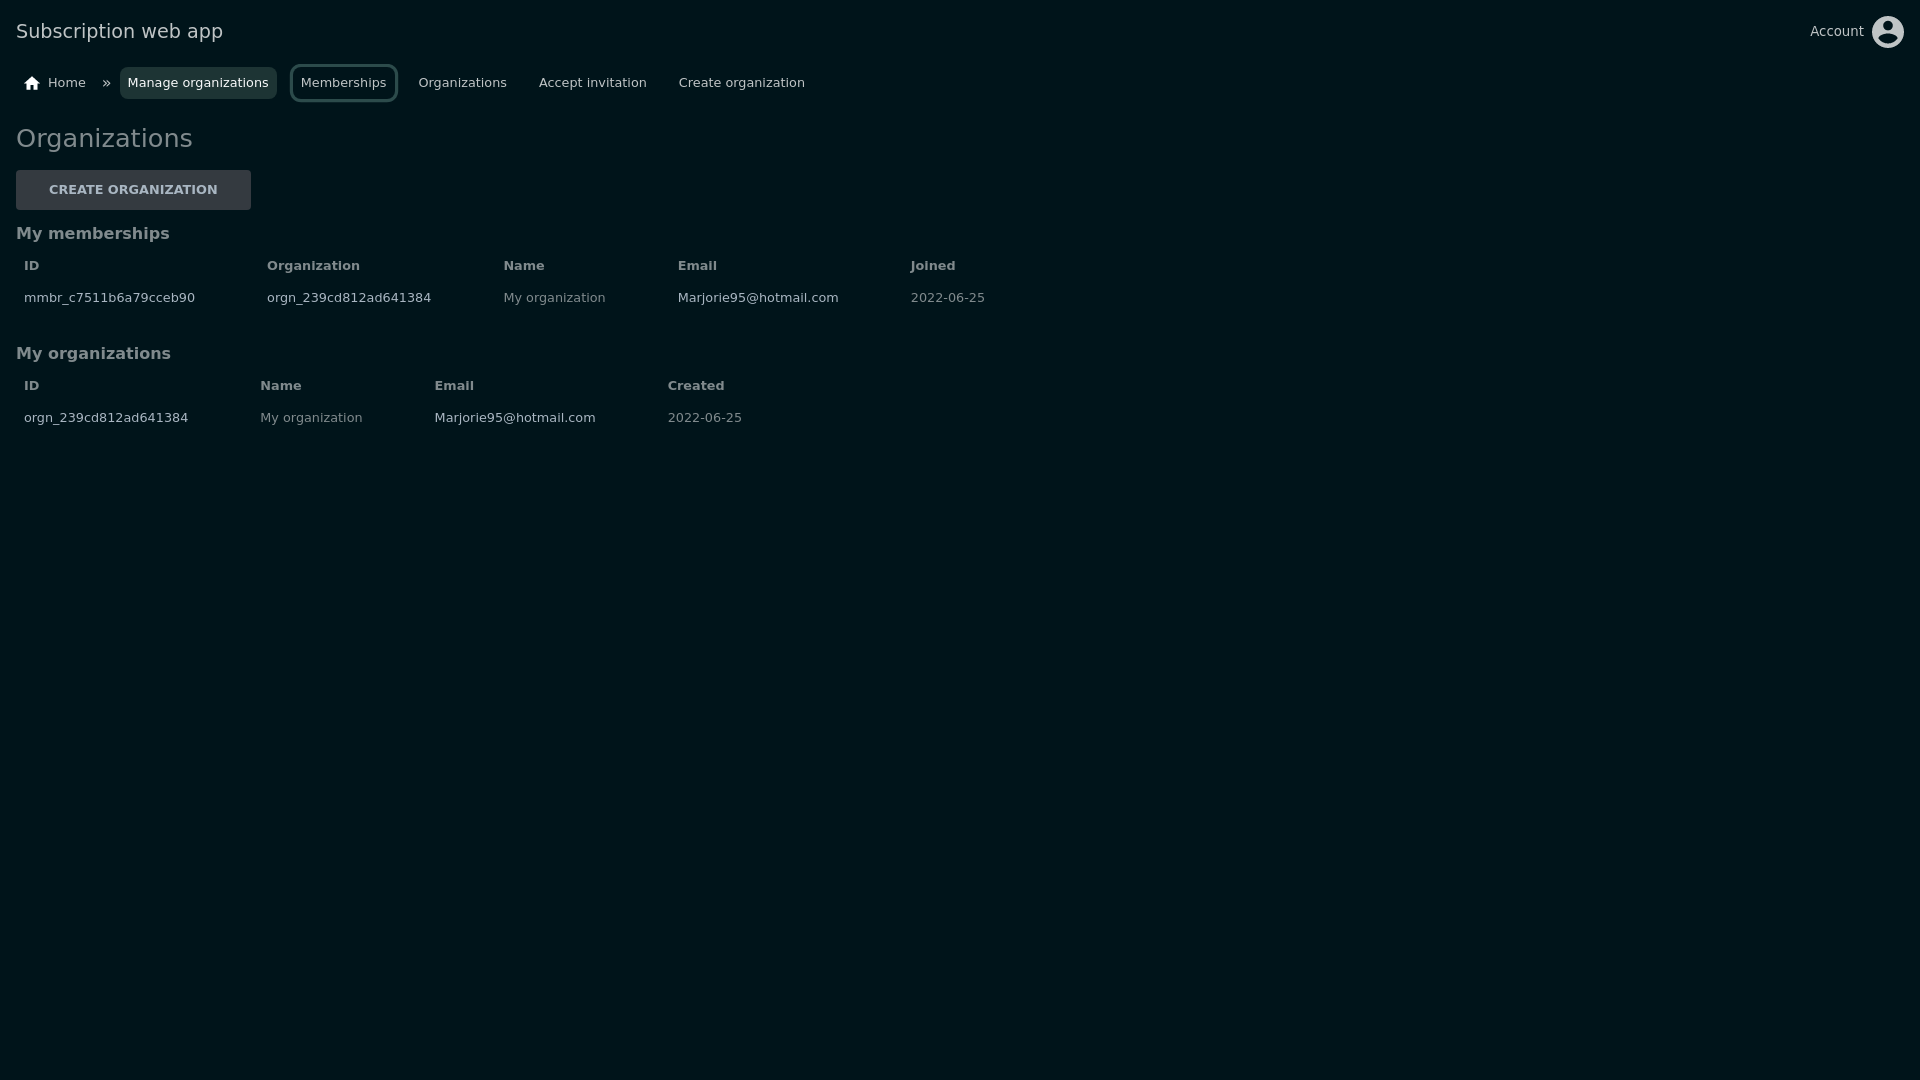 Subscription web app
Account
Home » Manage organizations Memberships Organizations Accept invitation Create organization
Organizations
CREATE ORGANIZATION
My memberships
ID Organization Name Email Joined
mmbr_c7511b6a79cceb90 orgn_239cd812ad641384 My organization Marjorie95@hotmail.com 2022-06-25
My organizations
ID Name Email Created
orgn_239cd812ad641384 My organization Marjorie95@hotmail.com 2022-06-25